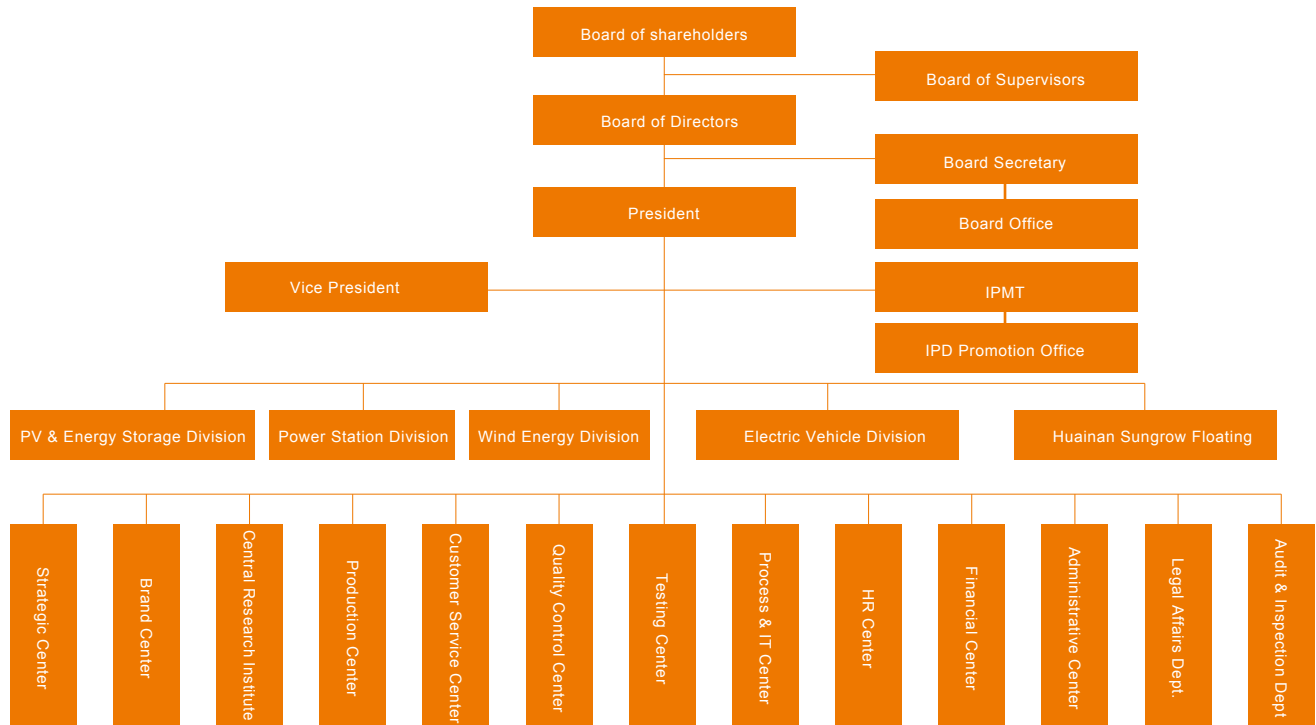 Board of shareholders
Board of Supervisors
Board of Directors
Board Secretary
President
Board Office
Vice President
IPMT
IPD Promotion Office
PV & Energy Storage Division
Power Station Division
Wind Energy Division
Electric Vehicle Division
Huainan Sungrow Floating
Strategic Center
Brand Center
Central Research Institute
Production Center
Customer Service Center
Quality Control Center
Testing Center
Process & IT Center
HR Center
Financial Center
Administrative Center
Legal Affairs Dept.
Audit & Inspection Dept